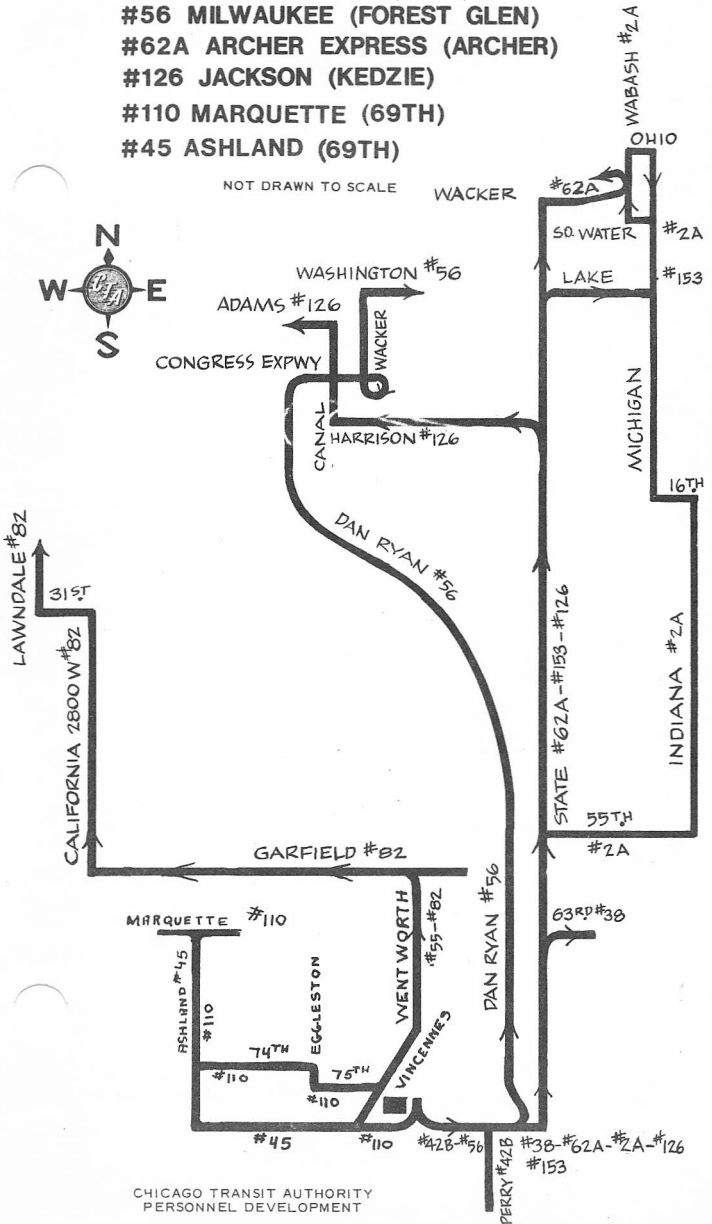 #56 MILWAUKEE (FOREST GLEN)
#62A ARCHER EXPRESS (ARCHER)
#126 JACKSON (KEDZIE)
#110 MARQUETTE (69TH)
#45 ASHLAND (69TH)
NOT DRAWN TO SCALE
WABASH #2A
OHIO
WACKER
#62A
SO. WATER
#2A
LAKE
#153
N
W CTA E
S
WASHINGTON #56
ADAMS #126
WACKER
CONGRESS EXPWY
CANAL
HARRISON #126
MICHIGAN
16TH
DAN RYAN #56
LAWNDALE #82
31ST
CALIFORNIA 2800 W #82
STATE #62A-#153-#126
INDIANA #2A
55TH
#2A
GARFIELD #82
DAN RYAN #56
63RD #38
MARQUETTE #110
WENTWORTH
#55-#82
ASHLAND #45
#110
EGGLESTON
74TH
#110
75TH
#110
VINCENNES
#45
#110
#42B-#56
PERRY #42B
#38-#62A-#2A-#126
#153
CHICAGO TRANSIT AUTHORITY
PERSONNEL DEVELOPMENT